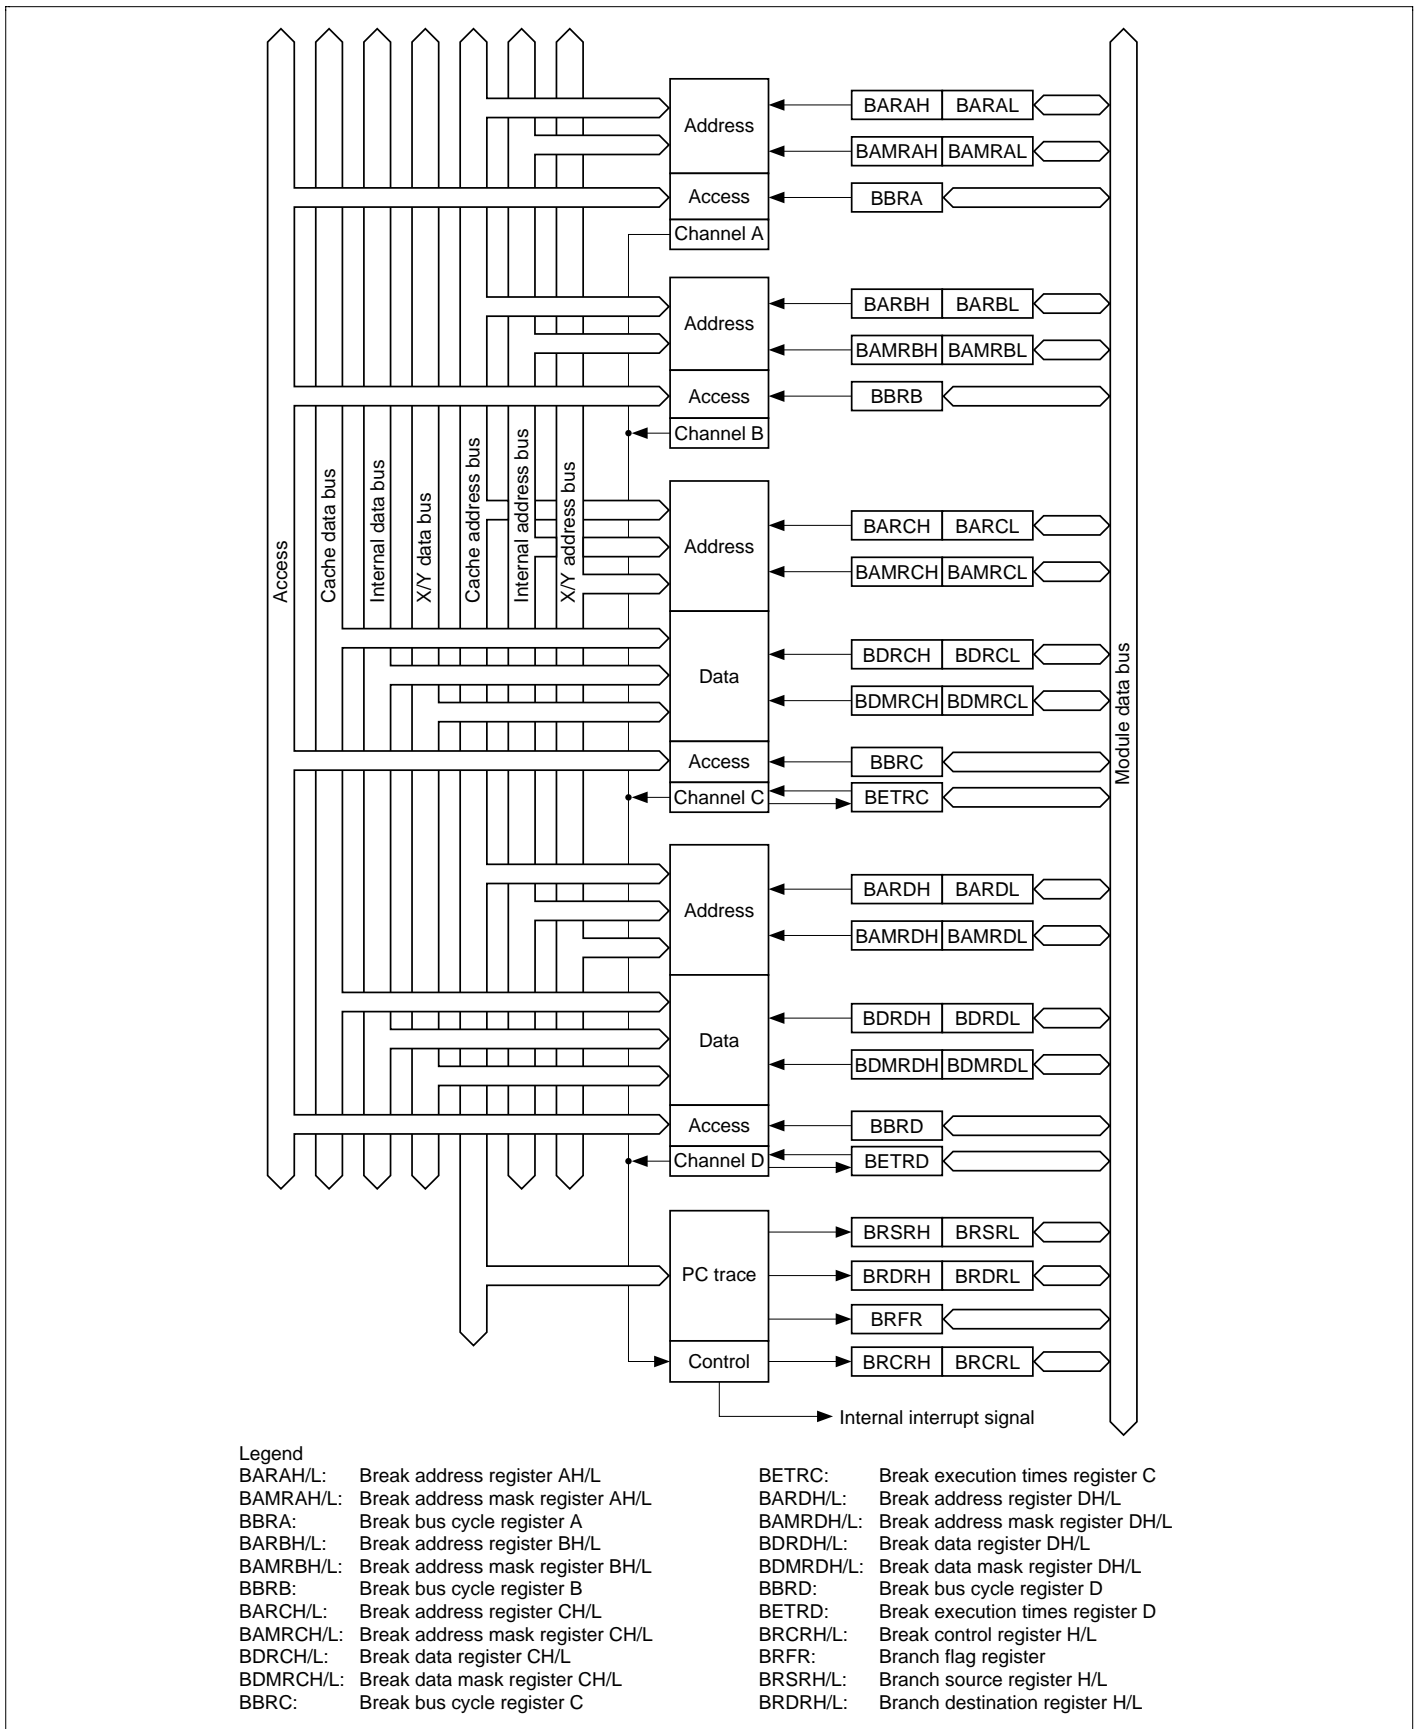 Address
BARAH BARAL
BAMRAH BAMRAL
Access
BBRA
Channel A
Address
BARBH BARBL
BAMRBH BAMRBL
Access
BBRB
Channel B
Access
Cache data bus
Internal data bus
X/Y data bus
Cache address bus
Internal address bus
X/Y address bus
Address
BARCH BARCL
BAMRCH BAMRCL
Data
BDRCH BDRCL
BDMRCH BDMRCL
Access
BBRC
Channel C
BETRC
Module data bus
Address
BARDH BARDL
BAMRDH BAMRDL
Data
BDRDH BDRDL
BDMRDH BDMRDL
Access
BBRD
Channel D
BETRD
PC trace
BRSRH BRSRL
BRDRH BRDRL
BRFR
Control
BRCRH BRCRL
Internal interrupt signal
Legend
BARAH/L: Break address register AH/L
BAMRAH/L: Break address mask register AH/L
BBRA: Break bus cycle register A
BARBH/L: Break address register BH/L
BAMRBH/L: Break address mask register BH/L
BBRB: Break bus cycle register B
BARCH/L: Break address register CH/L
BAMRCH/L: Break address mask register CH/L
BDRCH/L: Break data register CH/L
BDMRCH/L: Break data mask register CH/L
BBRC: Break bus cycle register C
BETRC: Break execution times register C
BARDH/L: Break address register DH/L
BAMRDH/L: Break address mask register DH/L
BDRDH/L: Break data register DH/L
BDMRDH/L: Break data mask register DH/L
BBRD: Break bus cycle register D
BETRD: Break execution times register D
BRCRH/L: Break control register H/L
BRFR: Branch flag register
BRSRH/L: Branch source register H/L
BRDRH/L: Branch destination register H/L